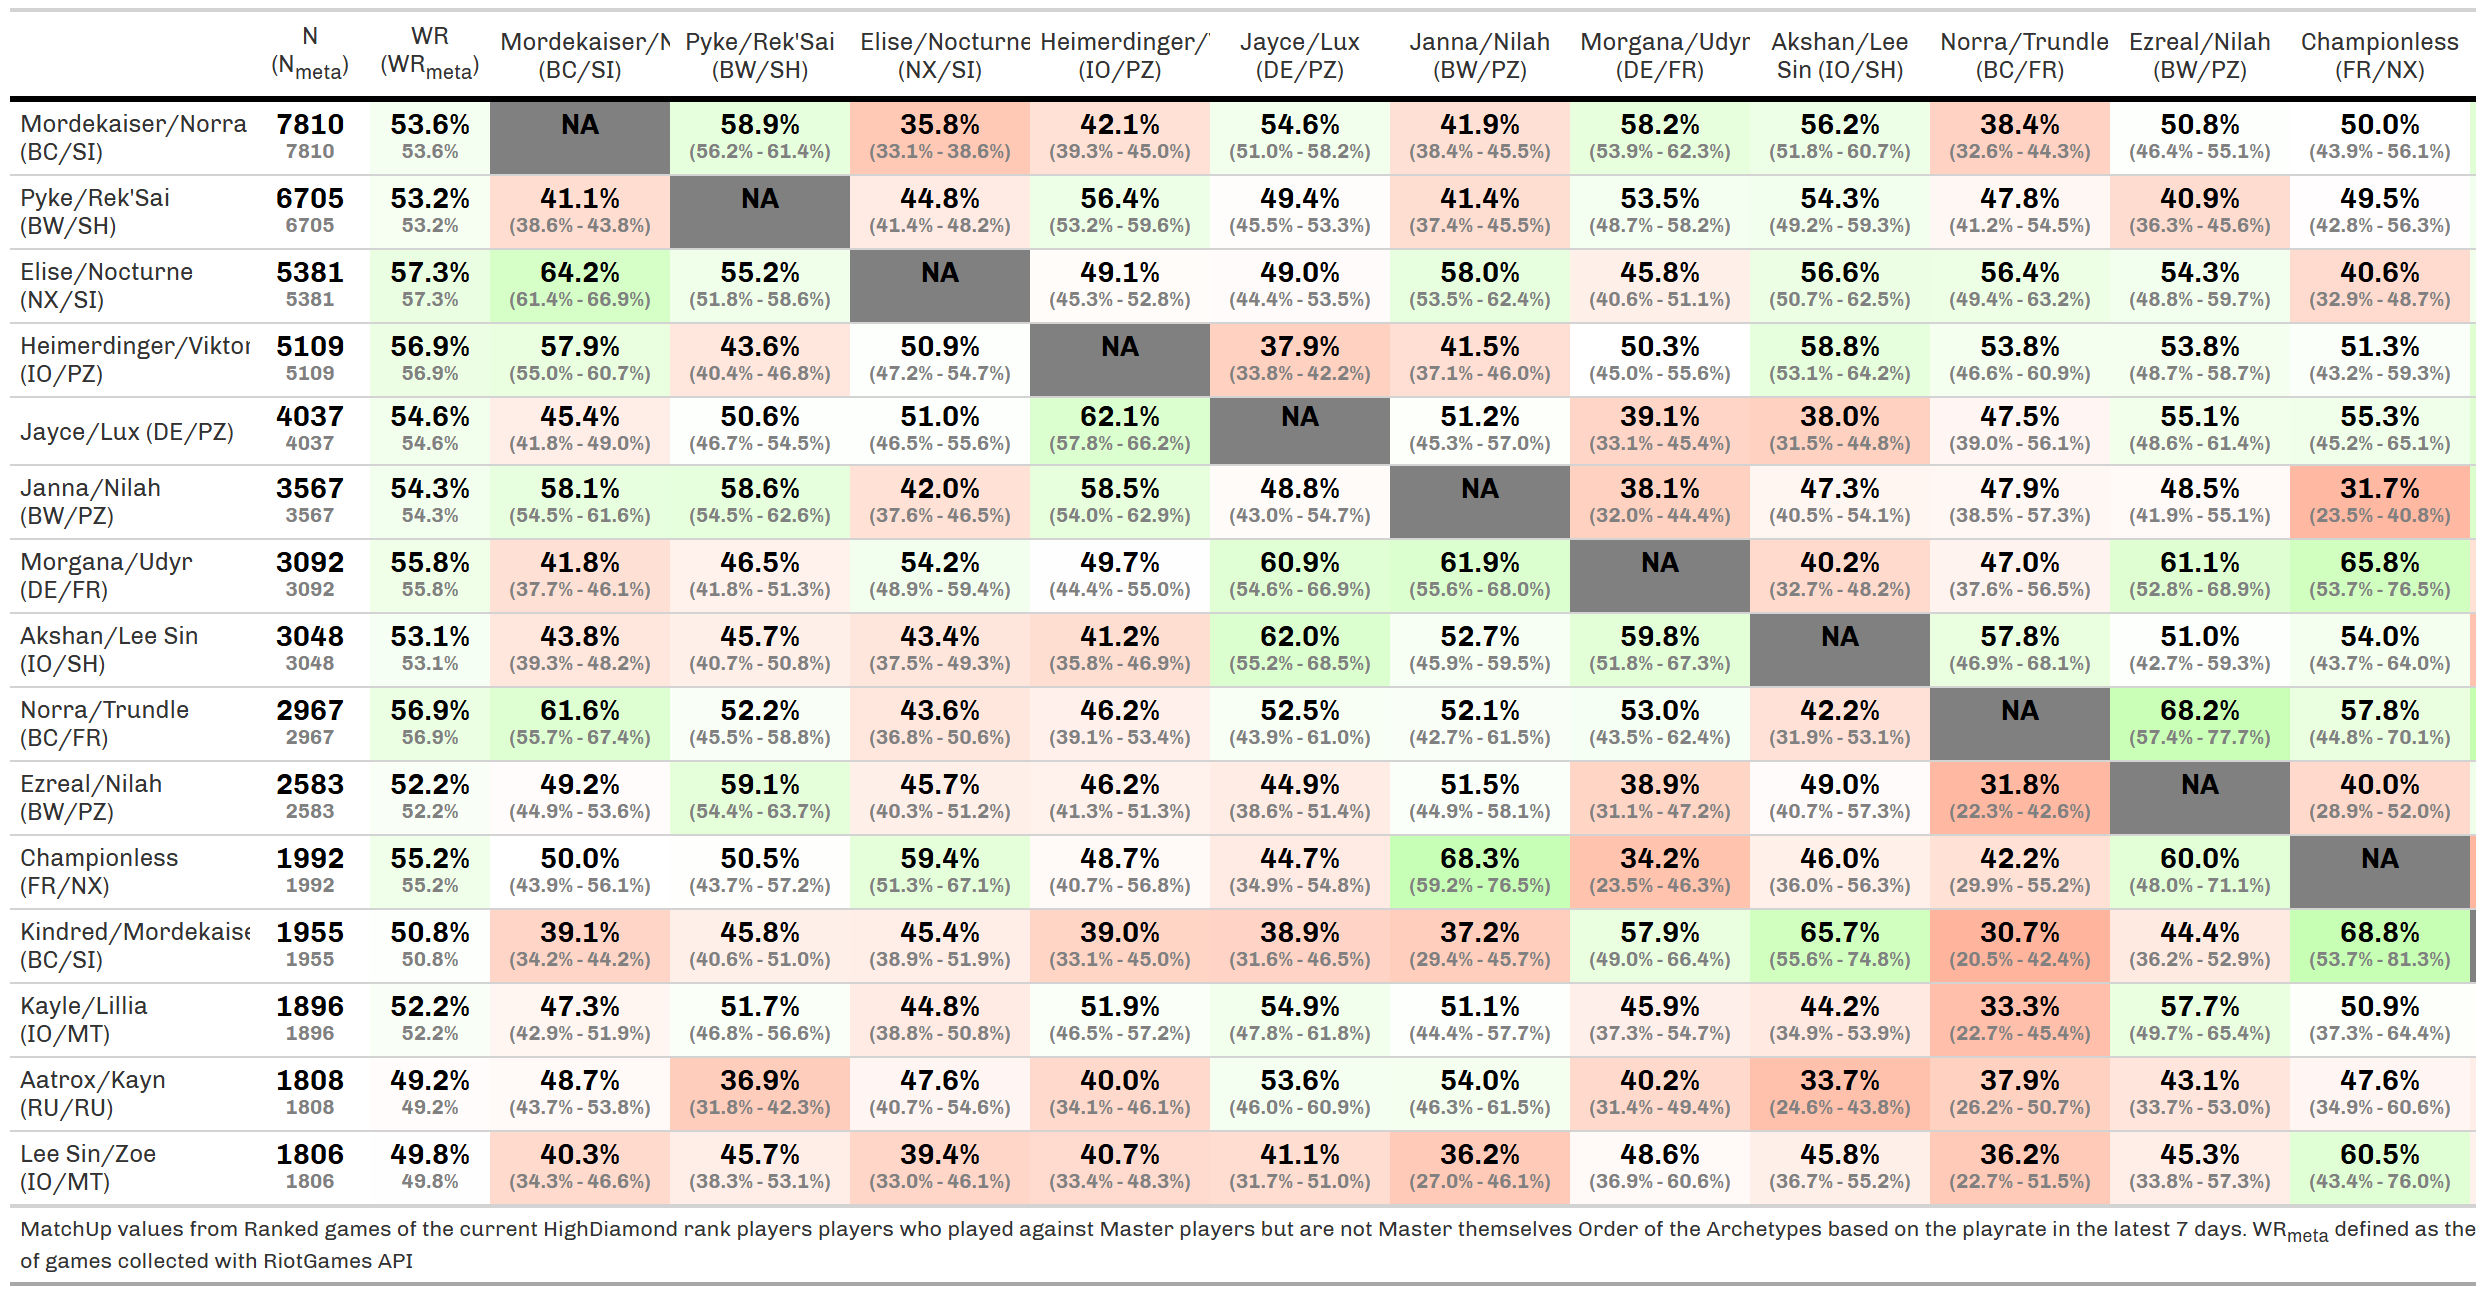 N WR Mordekaiser/N Pyke/Rek'Sai Elise/Nocturne Heimerdinger/ Jayce/Lux Janna/Nilah Morgana/Udyr Akshan/Lee Norra/Trundle Ezreal/Nilah Championless
(Nmeta) (WRmeta) (BC/SI) (BW/SH) (NX/SI) (IO/PZ) (DE/PZ) (BW/PZ) (DE/FR) Sin (IO/SH) (BC/FR) (BW/PZ) (FR/NX)
Mordekaiser/Norra 7810 53.6% NA 58.9% 35.8% 42.1% 54.6% 41.9% 58.2% 56.2% 38.4% 50.8% 50.0%
(BC/SI) 7810 53.6% (56.2% - 61.4%) (33.1% - 38.6%) (39.3% - 45.0%) (51.0% - 58.2%) (38.4% - 45.5%) (53.9% - 62.3%) (51.8% - 60.7%) (32.6% - 44.3%) (46.4% - 55.1%) (43.9% - 56.1%)
Pyke/Rek'Sai 6705 53.2% 41.1% NA 44.8% 56.4% 49.4% 41.4% 53.5% 54.3% 47.8% 40.9% 49.5%
(BW/SH) 6705 53.2% (38.6% - 43.8%) (41.4% - 48.2%) (53.2% - 59.6%) (45.5% - 53.3%) (37.4% - 45.5%) (48.7% - 58.2%) (49.2% - 59.3%) (41.2% - 54.5%) (36.3% - 45.6%) (42.8% - 56.3%)
Elise/Nocturne 5381 57.3% 64.2% 55.2% NA 49.1% 49.0% 58.0% 45.8% 56.6% 56.4% 54.3% 40.6%
(NX/SI) 5381 57.3% (61.4% - 66.9%) (51.8% - 58.6%) (45.3% - 52.8%) (44.4% - 53.5%) (53.5% - 62.4%) (40.6% - 51.1%) (50.7% - 62.5%) (49.4% - 63.2%) (48.8% - 59.7%) (32.9% - 48.7%)
Heimerdinger/Viktor 5109 56.9% 57.9% 43.6% 50.9% NA 37.9% 41.5% 50.3% 58.8% 53.8% 53.8% 51.3%
(IO/PZ) 5109 56.9% (55.0% - 60.7%) (40.4% - 46.8%) (47.2% - 54.7%) (33.8% - 42.2%) (37.1% - 46.0%) (45.0% - 55.6%) (53.1% - 64.2%) (46.6% - 60.9%) (48.7% - 58.7%) (43.2% - 59.3%)
Jayce/Lux (DE/PZ) 4037 54.6% 45.4% 50.6% 51.0% 62.1% NA 51.2% 39.1% 38.0% 47.5% 55.1% 55.3%
4037 54.6% (41.8% - 49.0%) (46.7% - 54.5%) (46.5% - 55.6%) (57.8% - 66.2%) (45.3% - 57.0%) (33.1% - 45.4%) (31.5% - 44.8%) (39.0% - 56.1%) (48.6% - 61.4%) (45.2% - 65.1%)
Janna/Nilah 3567 54.3% 58.1% 58.6% 42.0% 58.5% 48.8% NA 38.1% 47.3% 47.9% 48.5% 31.7%
(BW/PZ) 3567 54.3% (54.5% - 61.6%) (54.5% - 62.6%) (37.6% - 46.5%) (54.0% - 62.9%) (43.0% - 54.7%) (32.0% - 44.4%) (40.5% - 54.1%) (38.5% - 57.3%) (41.9% - 55.1%) (23.5% - 40.8%)
Morgana/Udyr 3092 55.8% 41.8% 46.5% 54.2% 49.7% 60.9% 61.9% NA 40.2% 47.0% 61.1% 65.8%
(DE/FR) 3092 55.8% (37.7% - 46.1%) (41.8% - 51.3%) (48.9% - 59.4%) (44.4% - 55.0%) (54.6% - 66.9%) (55.6% - 68.0%) (32.7% - 48.2%) (37.6% - 56.5%) (52.8% - 68.9%) (53.7% - 76.5%)
Akshan/Lee Sin 3048 53.1% 43.8% 45.7% 43.4% 41.2% 62.0% 52.7% 59.8% NA 57.8% 51.0% 54.0%
(IO/SH) 3048 53.1% (39.3% - 48.2%) (40.7% - 50.8%) (37.5% - 49.3%) (35.8% - 46.9%) (55.2% - 68.5%) (45.9% - 59.5%) (51.8% - 67.3%) (46.9% - 68.1%) (42.7% - 59.3%) (43.7% - 64.0%)
Norra/Trundle 2967 56.9% 61.6% 52.2% 43.6% 46.2% 52.5% 52.1% 53.0% 42.2% NA 68.2% 57.8%
(BC/FR) 2967 56.9% (55.7% - 67.4%) (45.5% - 58.8%) (36.8% - 50.6%) (39.1% - 53.4%) (43.9% - 61.0%) (42.7% - 61.5%) (43.5% - 62.4%) (31.9% - 53.1%) (57.4% - 77.7%) (44.8% - 70.1%)
Ezreal/Nilah 2583 52.2% 49.2% 59.1% 45.7% 46.2% 44.9% 51.5% 38.9% 49.0% 31.8% NA 40.0%
(BW/PZ) 2583 52.2% (44.9% - 53.6%) (54.4% - 63.7%) (40.3% - 51.2%) (41.3% - 51.3%) (38.6% - 51.4%) (44.9% - 58.1%) (31.1% - 47.2%) (40.7% - 57.3%) (22.3% - 42.6%) (28.9% - 52.0%)
Championless 1992 55.2% 50.0% 50.5% 59.4% 48.7% 44.7% 68.3% 34.2% 46.0% 42.2% 60.0% NA
(FR/NX) 1992 55.2% (43.9% - 56.1%) (43.7% - 57.2%) (51.3% - 67.1%) (40.7% - 56.8%) (34.9% - 54.8%) (59.2% - 76.5%) (23.5% - 46.3%) (36.0% - 56.3%) (29.9% - 55.2%) (48.0% - 71.1%)
Kindred/Mordekaise 1955 50.8% 39.1% 45.8% 45.4% 39.0% 38.9% 37.2% 57.9% 65.7% 30.7% 44.4% 68.8%
(BC/SI) 1955 50.8% (34.2% - 44.2%) (40.6% - 51.0%) (38.9% - 51.9%) (33.1% - 45.0%) (31.6% - 46.5%) (29.4% - 45.7%) (49.0% - 66.4%) (55.6% - 74.8%) (20.5% - 42.4%) (36.2% - 52.9%) (53.7% - 81.3%)
Kayle/Lillia 1896 52.2% 47.3% 51.7% 44.8% 51.9% 54.9% 51.1% 45.9% 44.2% 33.3% 57.7% 50.9%
(IO/MT) 1896 52.2% (42.9% - 51.9%) (46.8% - 56.6%) (38.8% - 50.8%) (46.5% - 57.2%) (47.8% - 61.8%) (44.4% - 57.7%) (37.3% - 54.7%) (34.9% - 53.9%) (22.7% - 45.4%) (49.7% - 65.4%) (37.3% - 64.4%)
Aatrox/Kayn 1808 49.2% 48.7% 36.9% 47.6% 40.0% 53.6% 54.0% 40.2% 33.7% 37.9% 43.1% 47.6%
(RU/RU) 1808 49.2% (43.7% - 53.8%) (31.8% - 42.3%) (40.7% - 54.6%) (34.1% - 46.1%) (46.0% - 60.9%) (46.3% - 61.5%) (31.4% - 49.4%) (24.6% - 43.8%) (26.2% - 50.7%) (33.7% - 53.0%) (34.9% - 60.6%)
Lee Sin/Zoe 1806 49.8% 40.3% 45.7% 39.4% 40.7% 41.1% 36.2% 48.6% 45.8% 36.2% 45.3% 60.5%
(IO/MT) 1806 49.8% (34.3% - 46.6%) (38.3% - 53.1%) (33.0% - 46.1%) (33.4% - 48.3%) (31.7% - 51.0%) (27.0% - 46.1%) (36.9% - 60.6%) (36.7% - 55.2%) (22.7% - 51.5%) (33.8% - 57.3%) (43.4% - 76.0%)
MatchUp values from Ranked games of the current HighDiamond rank players players who played against Master players but are not Master themselves Order of the Archetypes based on the playrate in the latest 7 days. WRmeta defined as the
of games collected with RiotGames API